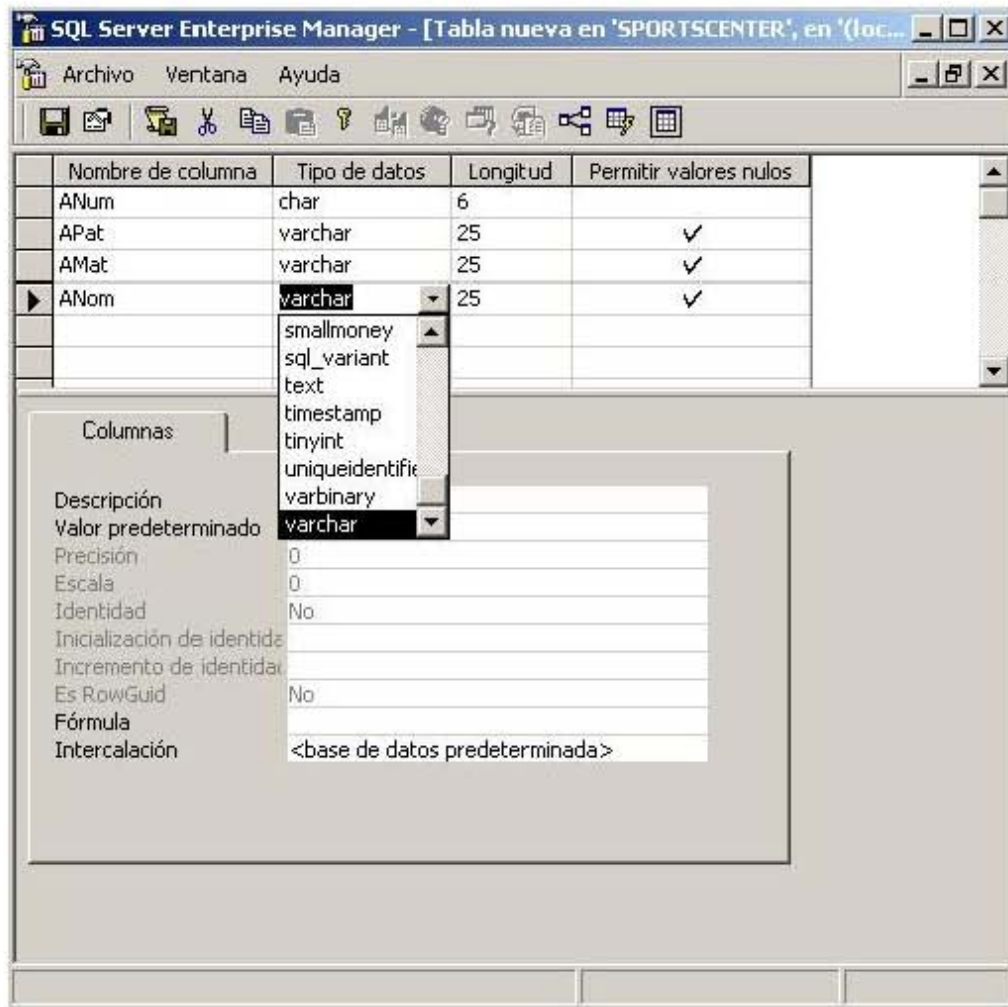 SQL Server Enterprise Manager - [Tabla nueva en 'SPORTSCENTER', en '(loc...
Archivo Ventana Ayuda
Nombre de columna Tipo de datos Longitud Permitir valores nulos
ANum char 6
APat varchar 25
AMat varchar 25
ANom varchar 25
smallmoney
sql_variant
text
timestamp
tinyint
uniqueidentifie
varbinary
varchar
Columnas
Descripción
Valor predeterminado
Precisión 0
Escala 0
Identidad No
Inicialización de identida
Incremento de identidad
Es RowGuid No
Fórmula
Intercalación <base de datos predeterminada>